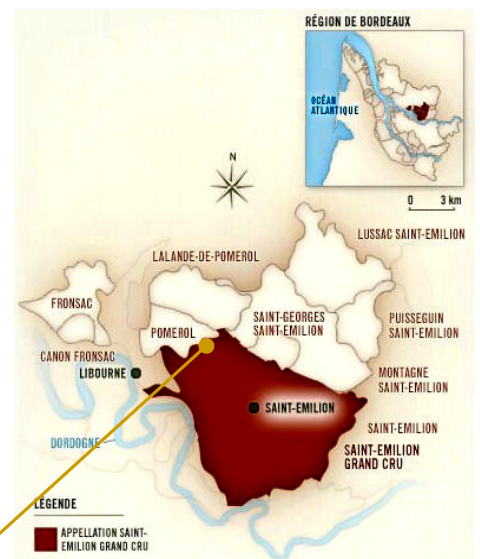 RÉGION DE BORDEAUX
OCÉAN
ATLANTIQUE
N
0 3 km
LUSSAC SAINT-EMILION
LALANDE-DE-POMEROL
FRONSAC
SAINT-GEORGES
SAINT-EMILION
POMEROL
PUISSEGUIN
SAINT-EMILION
CANON FRONSAC
LIBOURNE
MONTAGNE
SAINT-EMILION
SAINT-EMILION
SAINT-EMILION
DORDOGNE
SAINT-EMILION
GRAND CRU
LÉGENDE
APPELLATION SAINT-
EMILION GRAND CRU